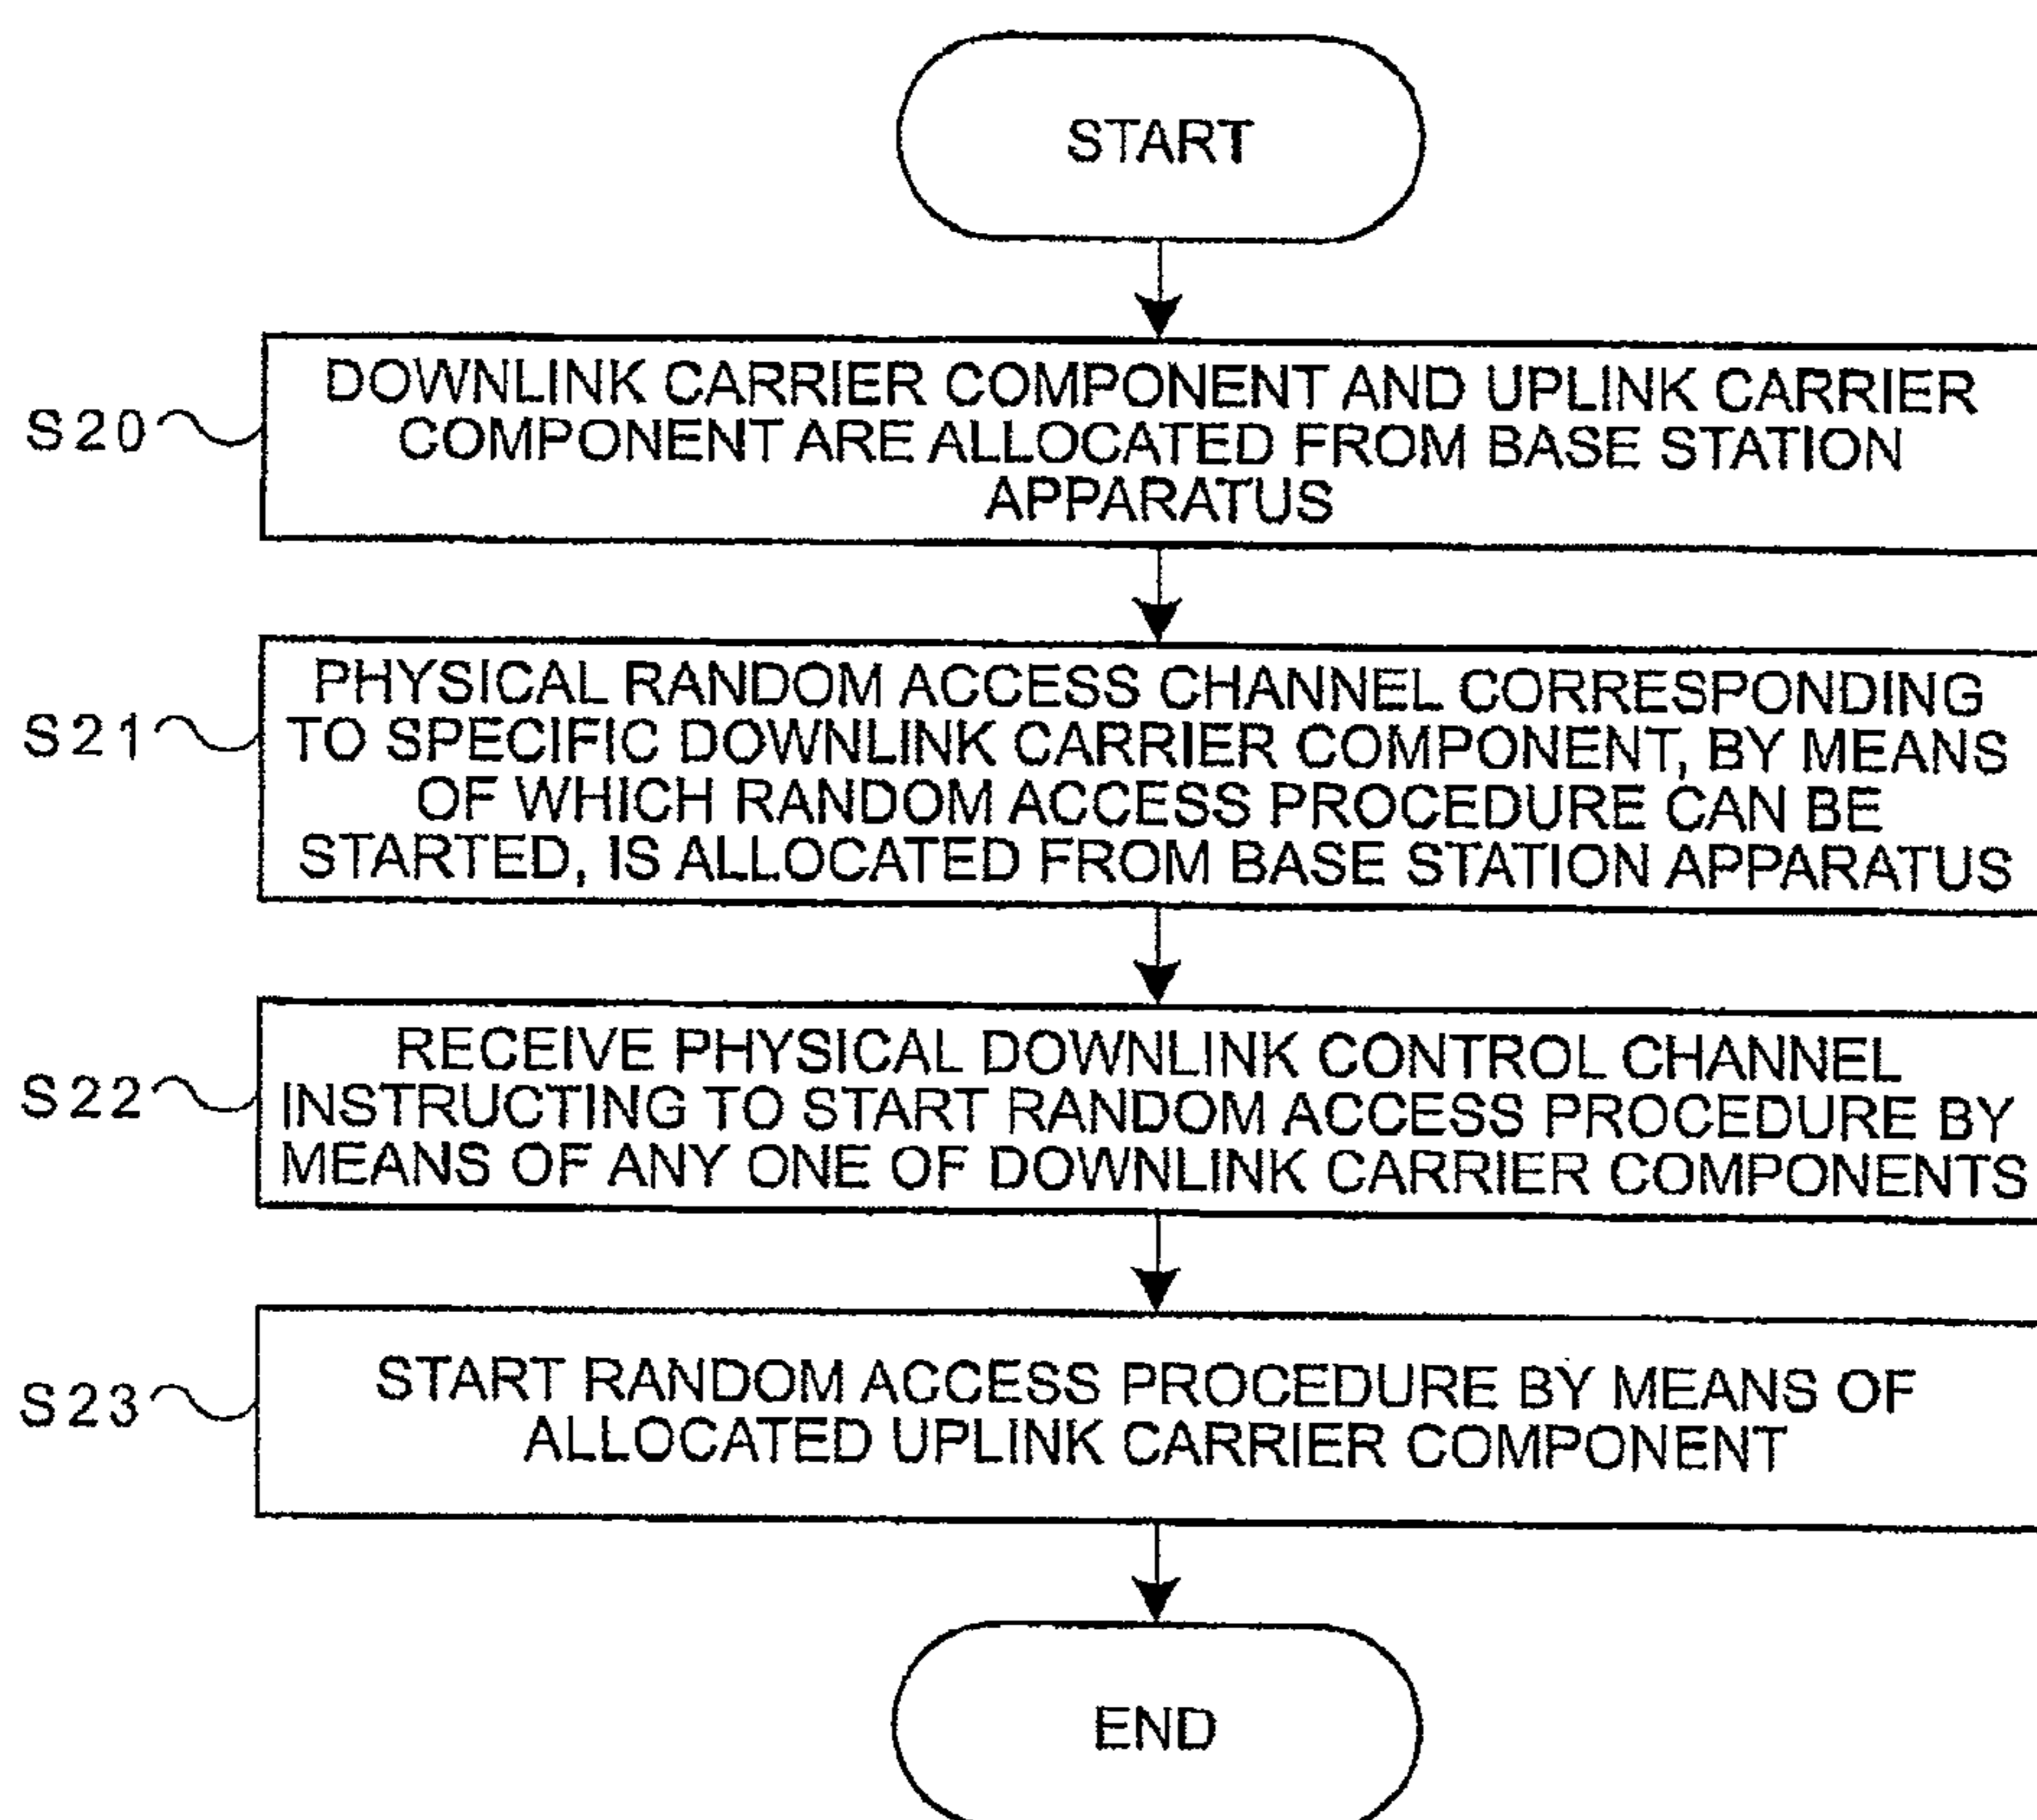 START
S20
DOWNLINK CARRIER COMPONENT AND UPLINK CARRIER
COMPONENT ARE ALLOCATED FROM BASE STATION
APPARATUS
S21
PHYSICAL RANDOM ACCESS CHANNEL CORRESPONDING
TO SPECIFIC DOWNLINK CARRIER COMPONENT, BY MEANS
OF WHICH RANDOM ACCESS PROCEDURE CAN BE
STARTED, IS ALLOCATED FROM BASE STATION APPARATUS
S22
RECEIVE PHYSICAL DOWNLINK CONTROL CHANNEL
INSTRUCTING TO START RANDOM ACCESS PROCEDURE BY
MEANS OF ANY ONE OF DOWNLINK CARRIER COMPONENTS
S23
START RANDOM ACCESS PROCEDURE BY MEANS OF
ALLOCATED UPLINK CARRIER COMPONENT
END